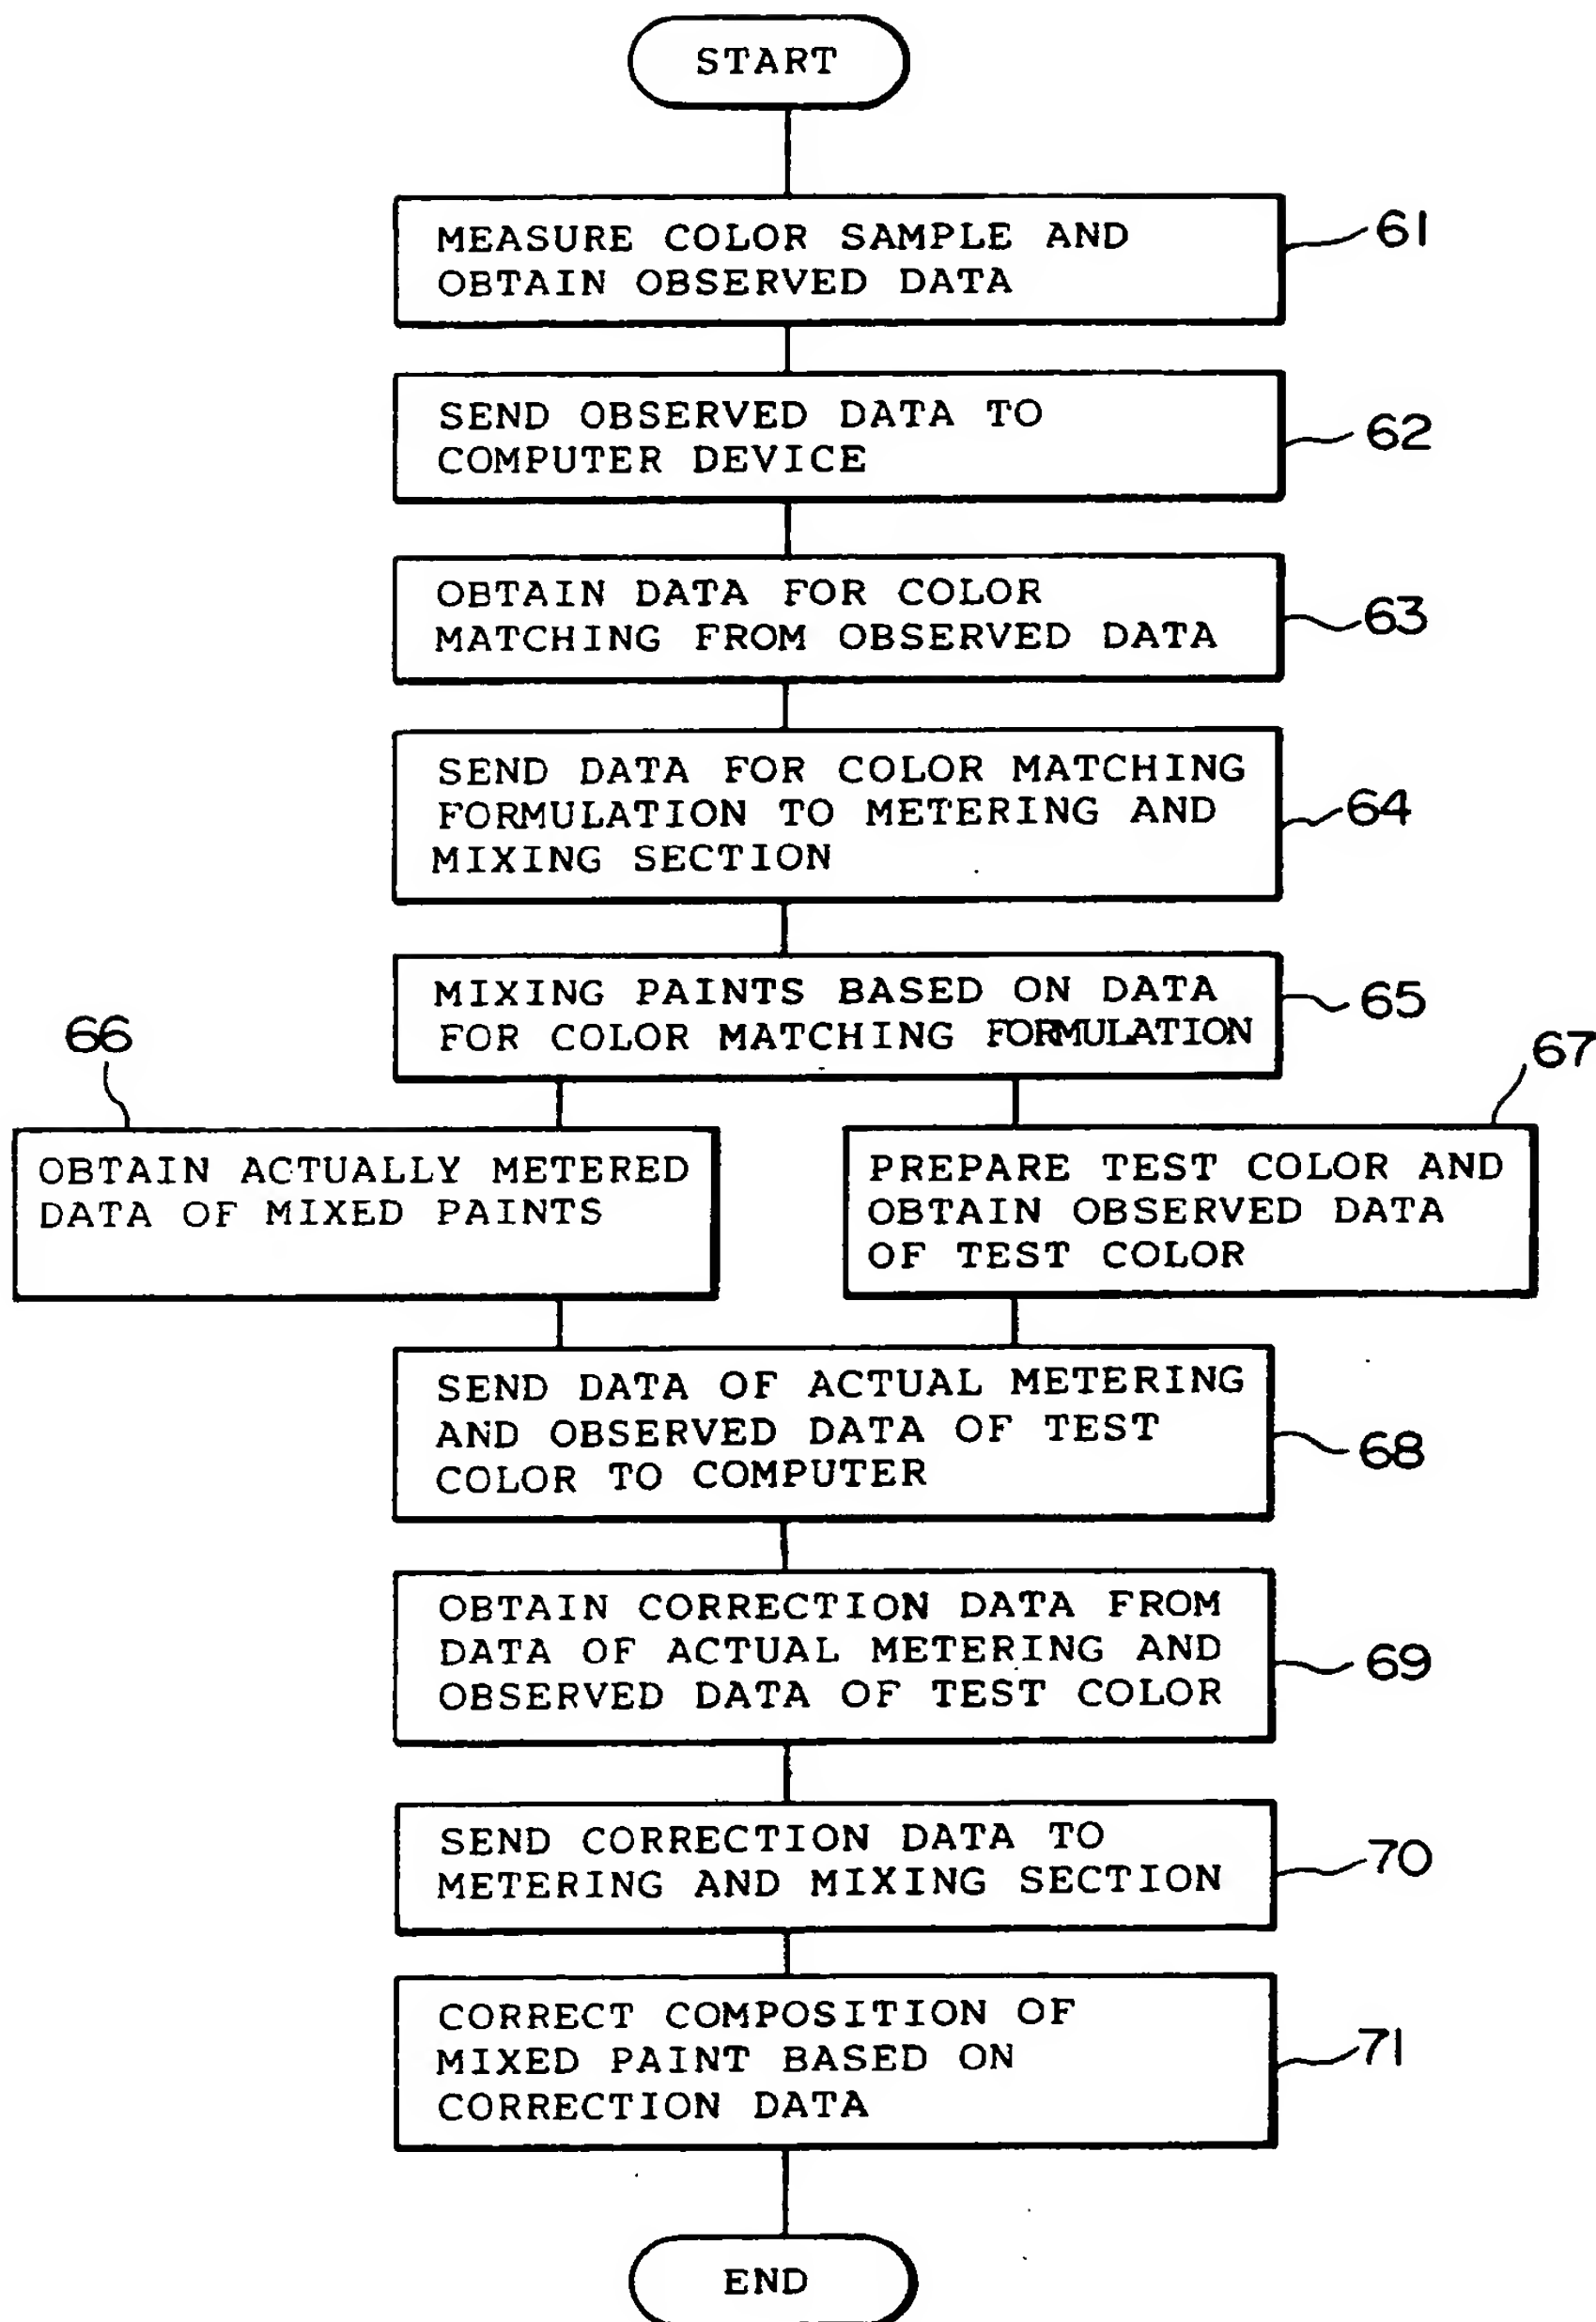 START
MEASURE COLOR SAMPLE AND
OBTAIN OBSERVED DATA
61
SEND OBSERVED DATA TO
COMPUTER DEVICE
62
OBTAIN DATA FOR COLOR
MATCHING FROM OBSERVED DATA
63
SEND DATA FOR COLOR MATCHING
FORMULATION TO METERING AND
MIXING SECTION
64
MIXING PAINTS BASED ON DATA
FOR COLOR MATCHING FORMULATION
65
66
OBTAIN ACTUALLY METERED
DATA OF MIXED PAINTS
67
PREPARE TEST COLOR AND
OBTAIN OBSERVED DATA
OF TEST COLOR
SEND DATA OF ACTUAL METERING
AND OBSERVED DATA OF TEST
COLOR TO COMPUTER
68
OBTAIN CORRECTION DATA FROM
DATA OF ACTUAL METERING AND
OBSERVED DATA OF TEST COLOR
69
SEND CORRECTION DATA TO
METERING AND MIXING SECTION
70
CORRECT COMPOSITION OF
MIXED PAINT BASED ON
CORRECTION DATA
71
END